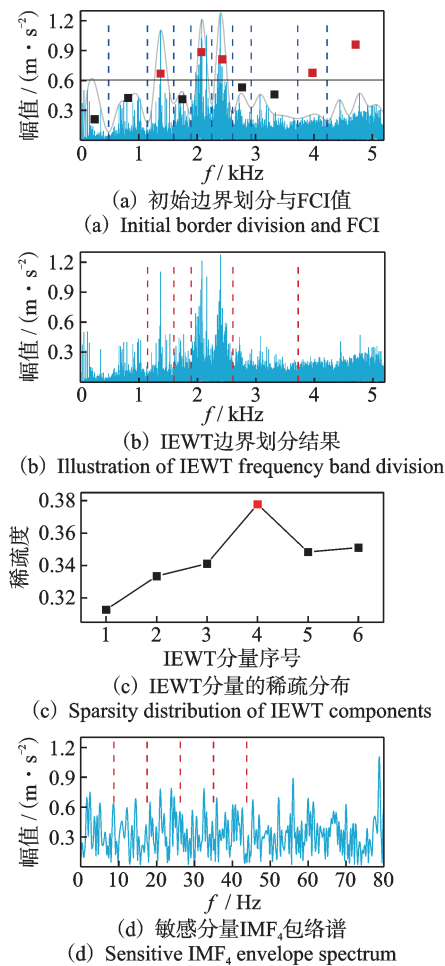 1.2
0.9
0.6
0.3
幅值 / (m·s⁻²)
0 1 2 3 4 5
f / kHz
(a) 初始边界划分与FCI值
(a) Initial border division and FCI
1.2
0.9
0.6
0.3
幅值 / (m·s⁻²)
0 1 2 3 4 5
f / kHz
(b) IEWT边界划分结果
(b) Illustration of IEWT frequency band division
0.38
0.36
0.34
0.32
稀疏度
1 2 3 4 5 6
IEWT分量序号
(c) IEWT分量的稀疏分布
(c) Sparsity distribution of IEWT components
1.2
0.9
0.6
0.3
幅值 / (m·s⁻²)
0 10 20 30 40 50 60 70 80
f / Hz
(d) 敏感分量IMF₄包络谱
(d) Sensitive IMF₄ envelope spectrum